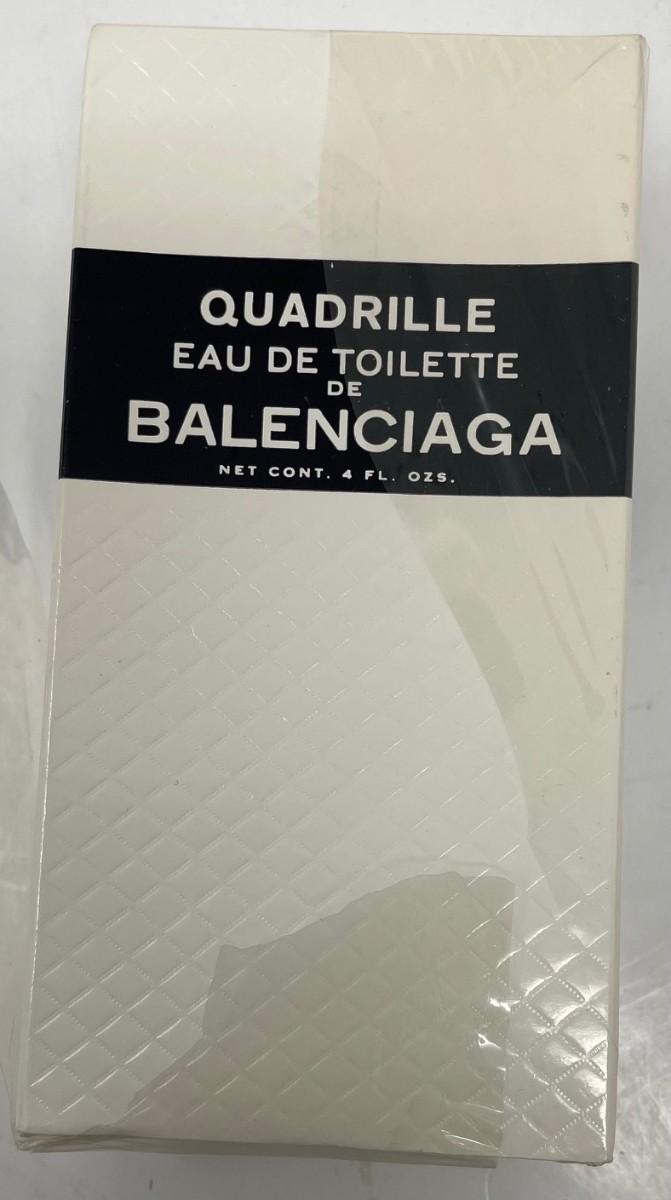 QUADRILLE
EAU DE TOILETTE
DE
BALENCIAGA
NET CONT. 4 FL. OZS.